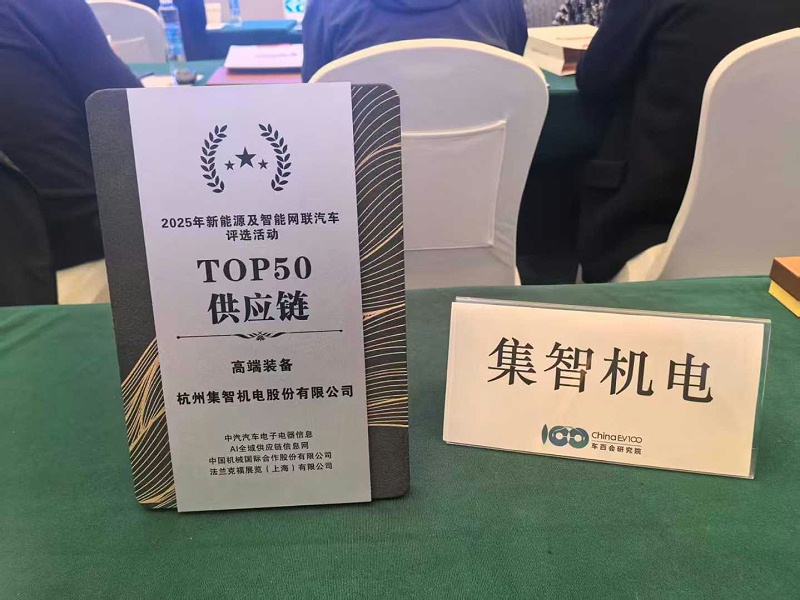 2025年新能源及智能网联汽车
评选活动
TOP50
供应链
高端装备
杭州集智机电股份有限公司
中汽汽车电子电器信息
AI全域供应链信息网
中国机械国际合作股份有限公司
法兰克福展览（上海）有限公司
集智机电
100
China EV100
车百会研究院